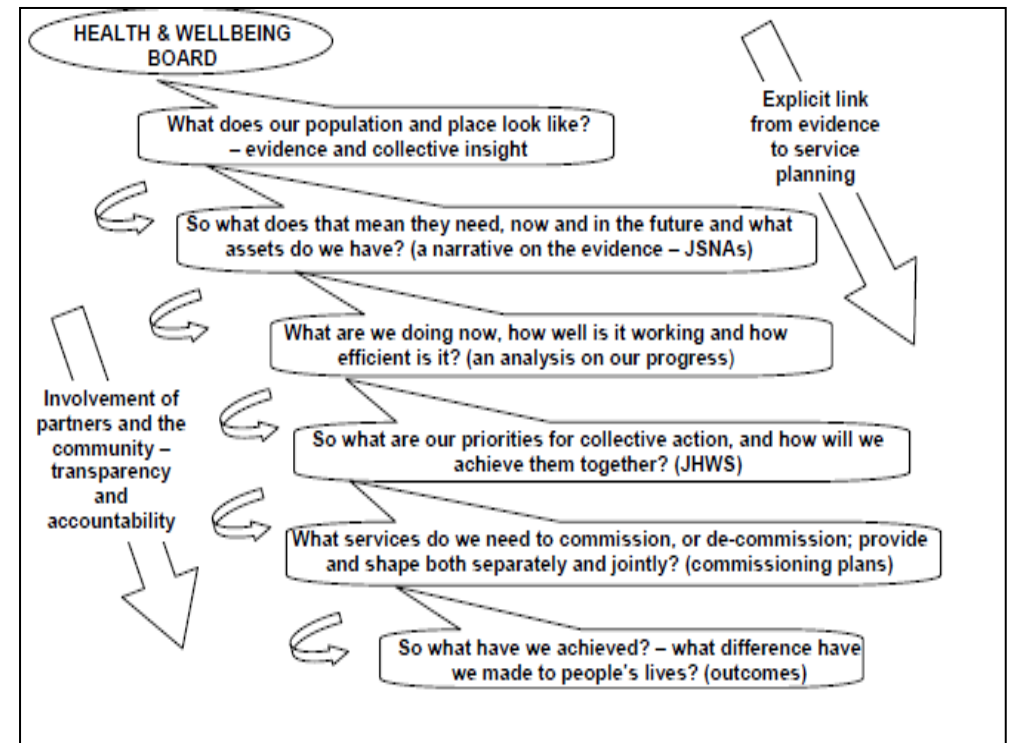 HEALTH & WELLBEING
BOARD
What does our population and place look like?
– evidence and collective insight
Explicit link
from evidence
to service
planning
So what does that mean they need, now and in the future and what
assets do we have? (a narrative on the evidence – JSNAs)
What are we doing now, how well is it working and how
efficient is it? (an analysis on our progress)
Involvement of
partners and the
community –
transparency
and
accountability
So what are our priorities for collective action, and how will we
achieve them together? (JHWS)
What services do we need to commission, or de-commission; provide
and shape both separately and jointly? (commissioning plans)
So what have we achieved? – what difference have
we made to people's lives? (outcomes)